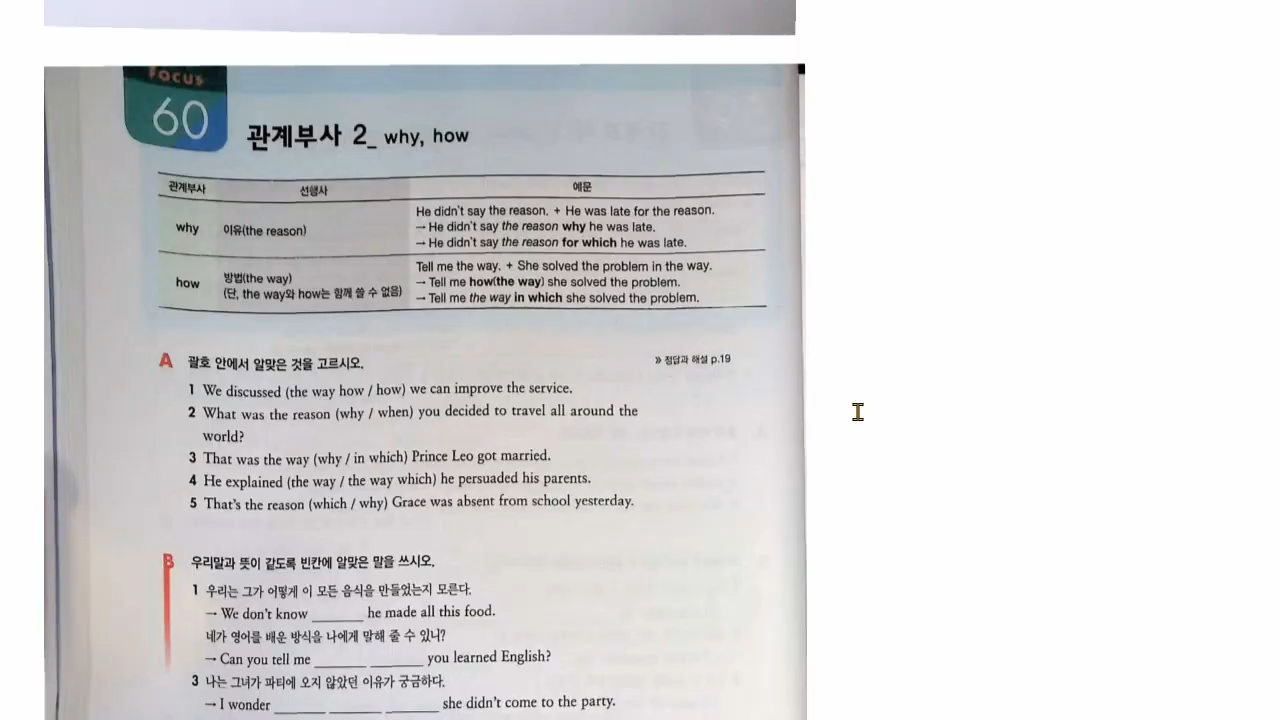 Focus
60
관계부사 2_ why, how
관계부사 선행사 예문
why 이유(the reason) He didn't say the reason. + He was late for the reason.
→ He didn't say the reason why he was late.
→ He didn't say the reason for which he was late.
how 방법(the way) (단, the way와 how는 함께 쓸 수 없음) Tell me the way. + She solved the problem in the way.
→ Tell me how(the way) she solved the problem.
→ Tell me the way in which she solved the problem.
A 괄호 안에서 알맞은 것을 고르시오. » 정답과 해설 p.19
1 We discussed (the way how / how) we can improve the service.
2 What was the reason (why / when) you decided to travel all around the
world?
3 That was the way (why / in which) Prince Leo got married.
4 He explained (the way / the way which) he persuaded his parents.
5 That's the reason (which / why) Grace was absent from school yesterday.
B 우리말과 뜻이 같도록 빈칸에 알맞은 말을 쓰시오.
1 우리는 그가 어떻게 이 모든 음식을 만들었는지 모른다.
→ We don't know ______ he made all this food.
네가 영어를 배운 방식을 나에게 말해 줄 수 있니?
→ Can you tell me ______ ______ you learned English?
3 나는 그녀가 파티에 오지 않았던 이유가 궁금하다.
→ I wonder ______ ______ ______ she didn't come to the party.